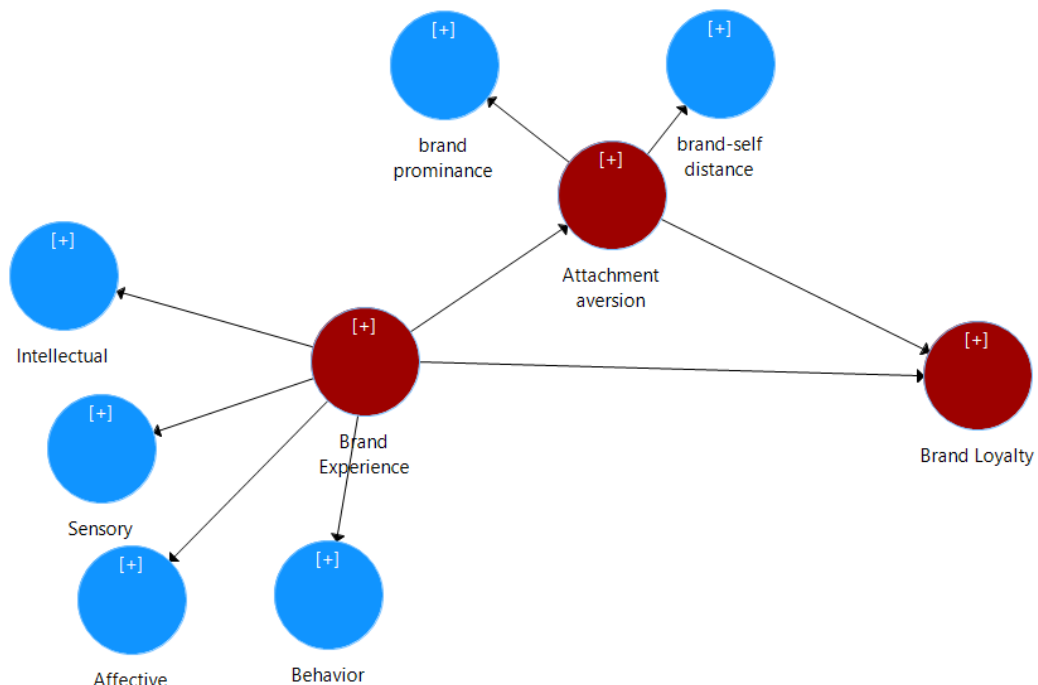 [+]
[+]
brand
prominance
brand-self
distance
[+]
Attachment
aversion
[+]
Intellectual
[+]
Brand
Experience
[+]
Brand Loyalty
[+]
Sensory
[+]
Affective
[+]
Behavior